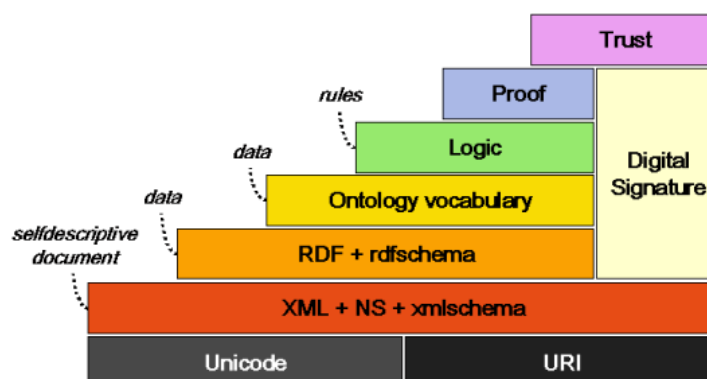 Trust
rules
Proof
data
Logic
Digital
Signature
data
Ontology vocabulary
selfdescriptive
document
RDF + rdfschema
XML + NS + xmlschema
Unicode
URI